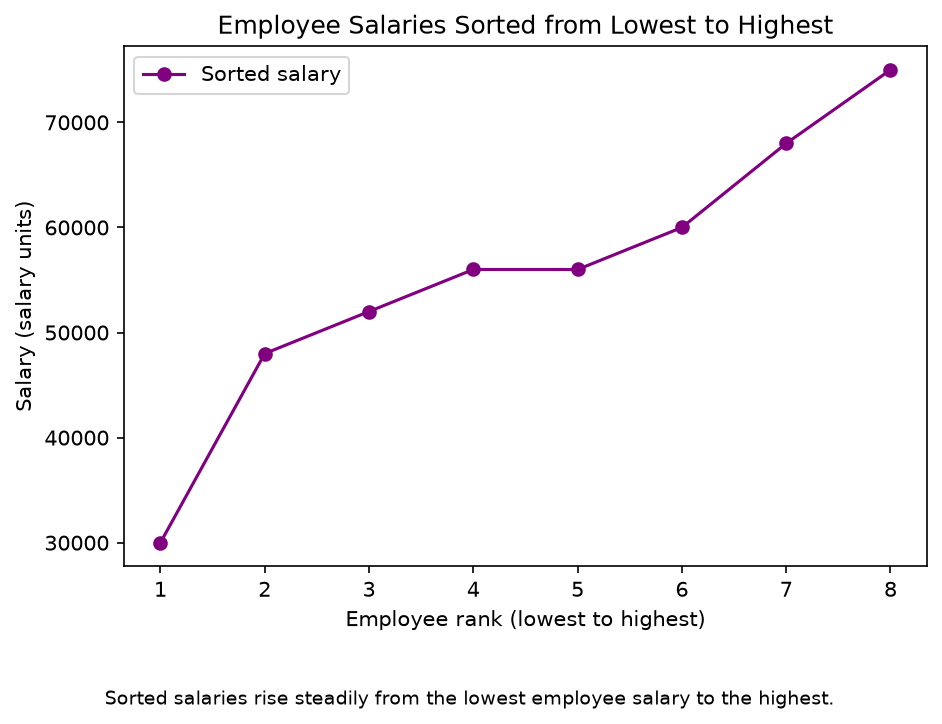 Employee Salaries Sorted from Lowest to Highest
Sorted salary
Salary (salary units)
70000
60000
50000
40000
30000
1 2 3 4 5 6 7 8
Employee rank (lowest to highest)
Sorted salaries rise steadily from the lowest employee salary to the highest.